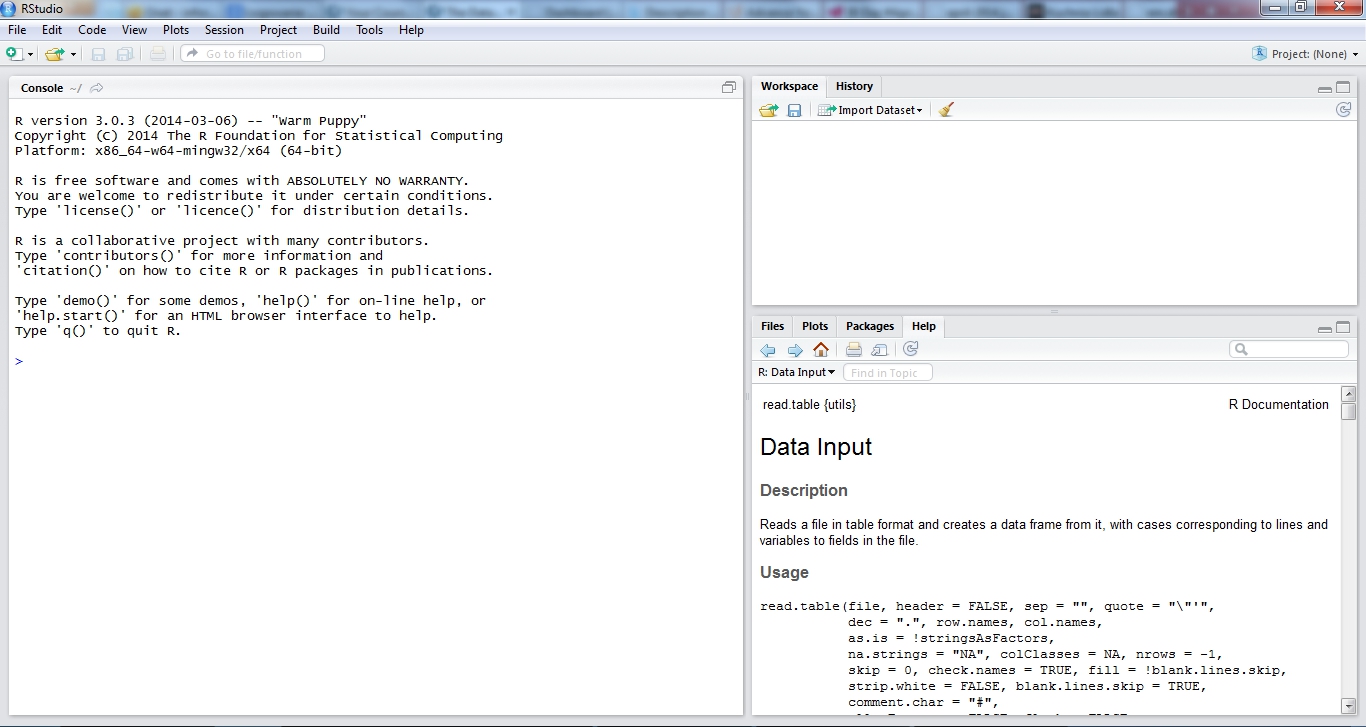 RStudio
File Edit Code View Plots Session Project Build Tools Help
Go to file/function
Project: (None)
Console ~/
R version 3.0.3 (2014-03-06) -- "Warm Puppy"
Copyright (C) 2014 The R Foundation for Statistical Computing
Platform: x86_64-w64-mingw32/x64 (64-bit)
R is free software and comes with ABSOLUTELY NO WARRANTY.
You are welcome to redistribute it under certain conditions.
Type 'license()' or 'licence()' for distribution details.
R is a collaborative project with many contributors.
Type 'contributors()' for more information and
'citation()' on how to cite R or R packages in publications.
Type 'demo()' for some demos, 'help()' for on-line help, or
'help.start()' for an HTML browser interface to help.
Type 'q()' to quit R.
>
Workspace History
Import Dataset
Files Plots Packages Help
R: Data Input Find in Topic
read.table {utils} R Documentation
Data Input
Description
Reads a file in table format and creates a data frame from it, with cases corresponding to lines and
variables to fields in the file.
Usage
read.table(file, header = FALSE, sep = "", quote = "\"'",
dec = ".", row.names, col.names,
as.is = !stringsAsFactors,
na.strings = "NA", colClasses = NA, nrows = -1,
skip = 0, check.names = TRUE, fill = !blank.lines.skip,
strip.white = FALSE, blank.lines.skip = TRUE,
comment.char = "#",